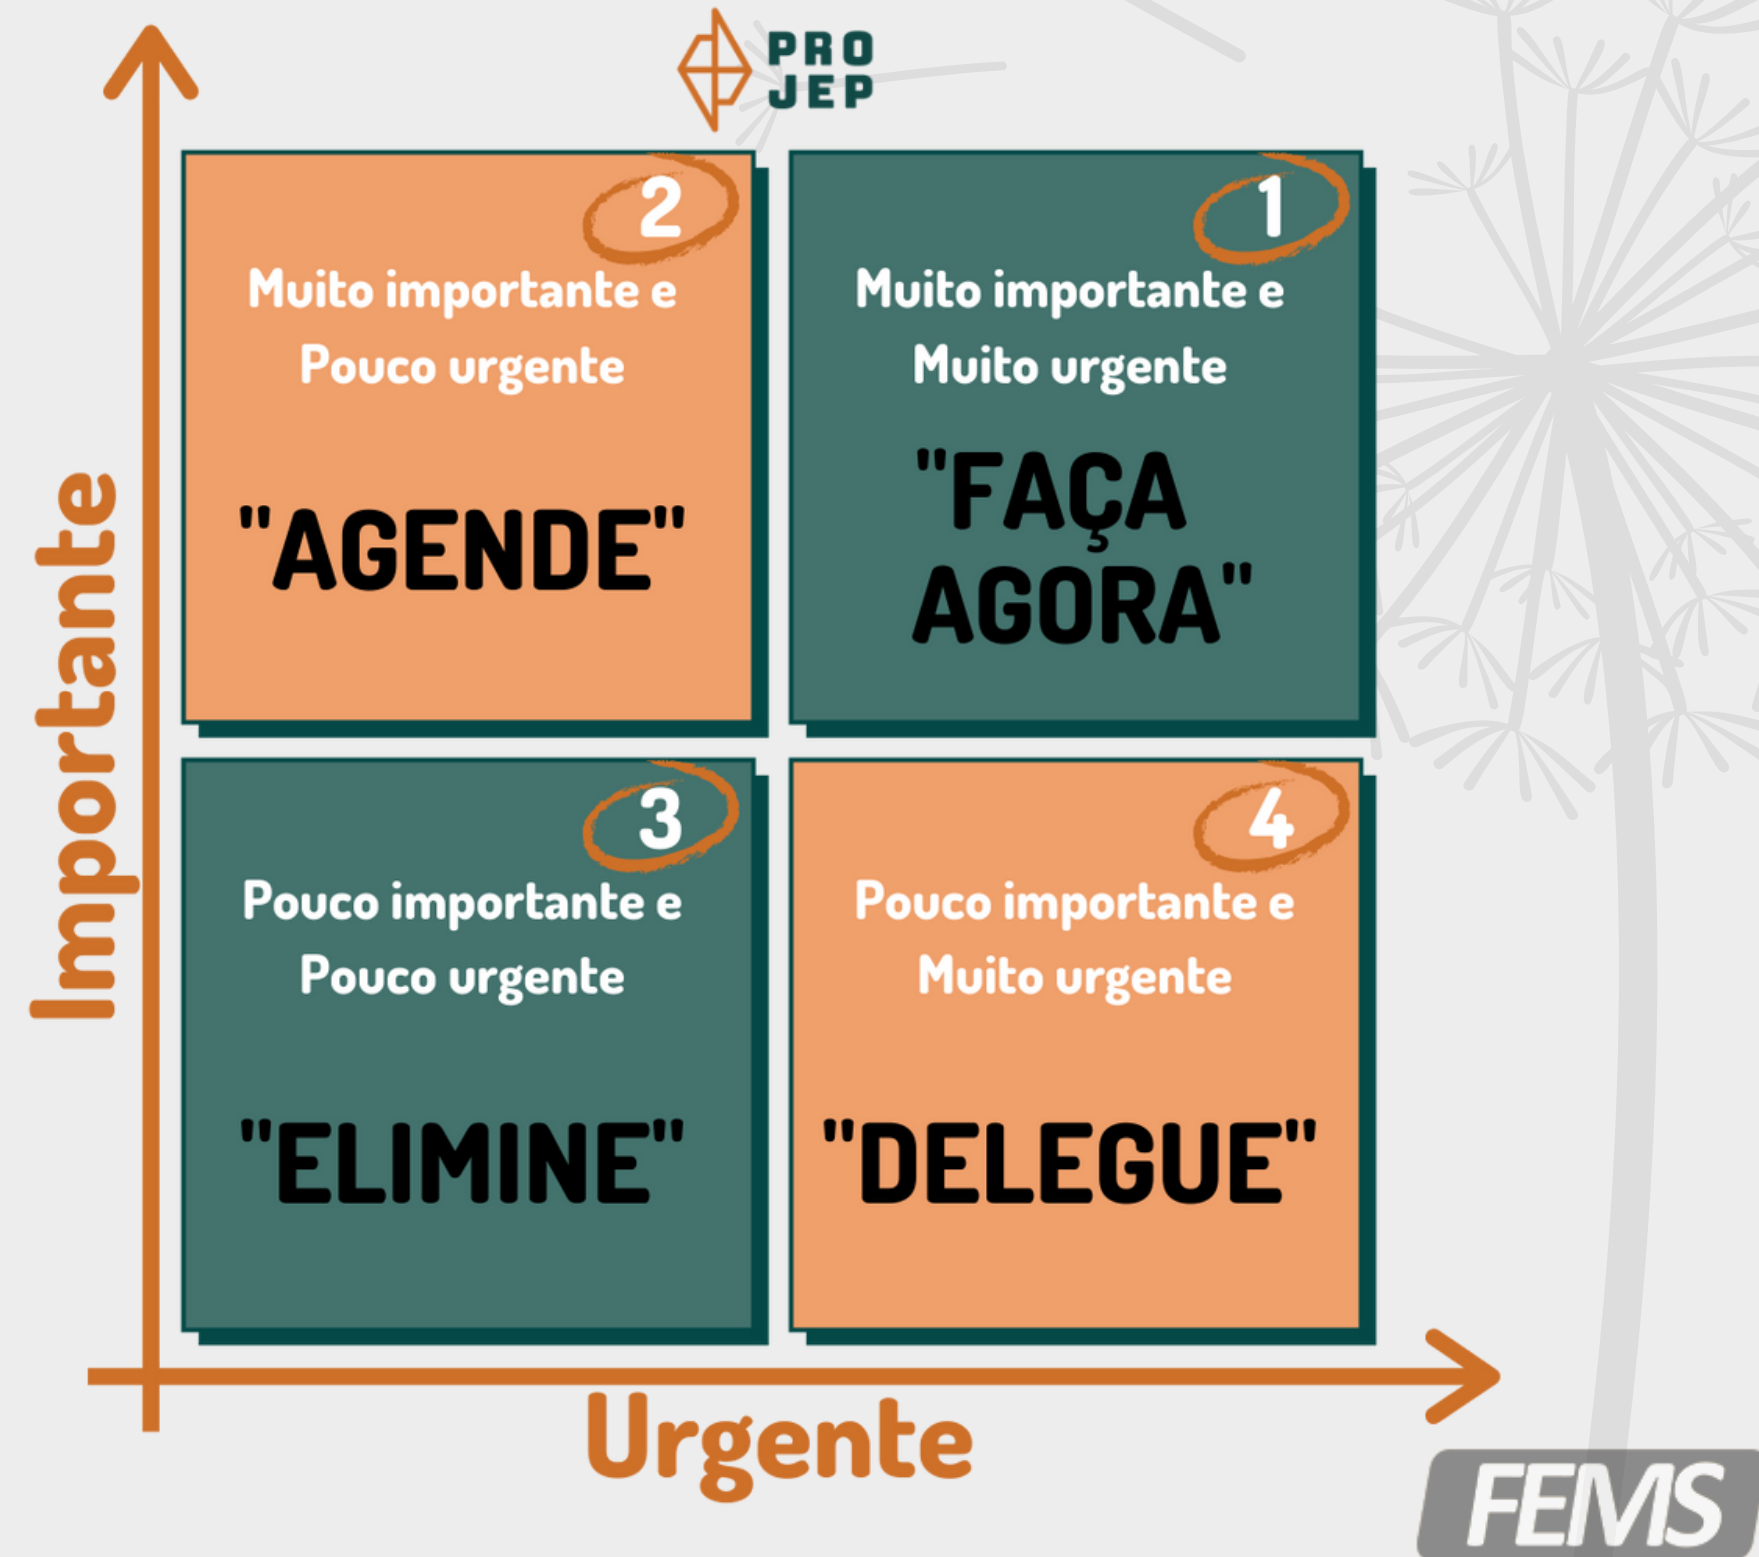 PRO
JEP
2
Muito importante e
Pouco urgente
"AGENDE"
1
Muito importante e
Muito urgente
"FAÇA
AGORA"
3
Pouco importante e
Pouco urgente
"ELIMINE"
4
Pouco importante e
Muito urgente
"DELEGUE"
Importante
Urgente
FEMS